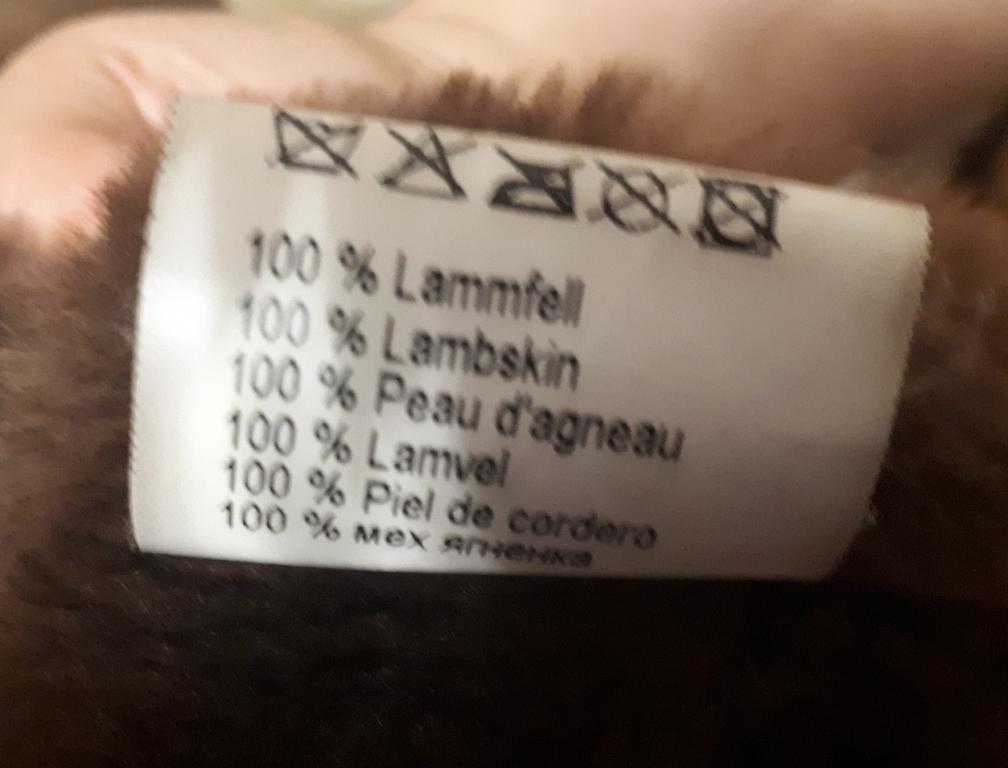 100 % Lammfell
100 % Lambskin
100 % Peau d'agneau
100 % Lamvel
100 % Piel de cordero
100 % мех ягненка